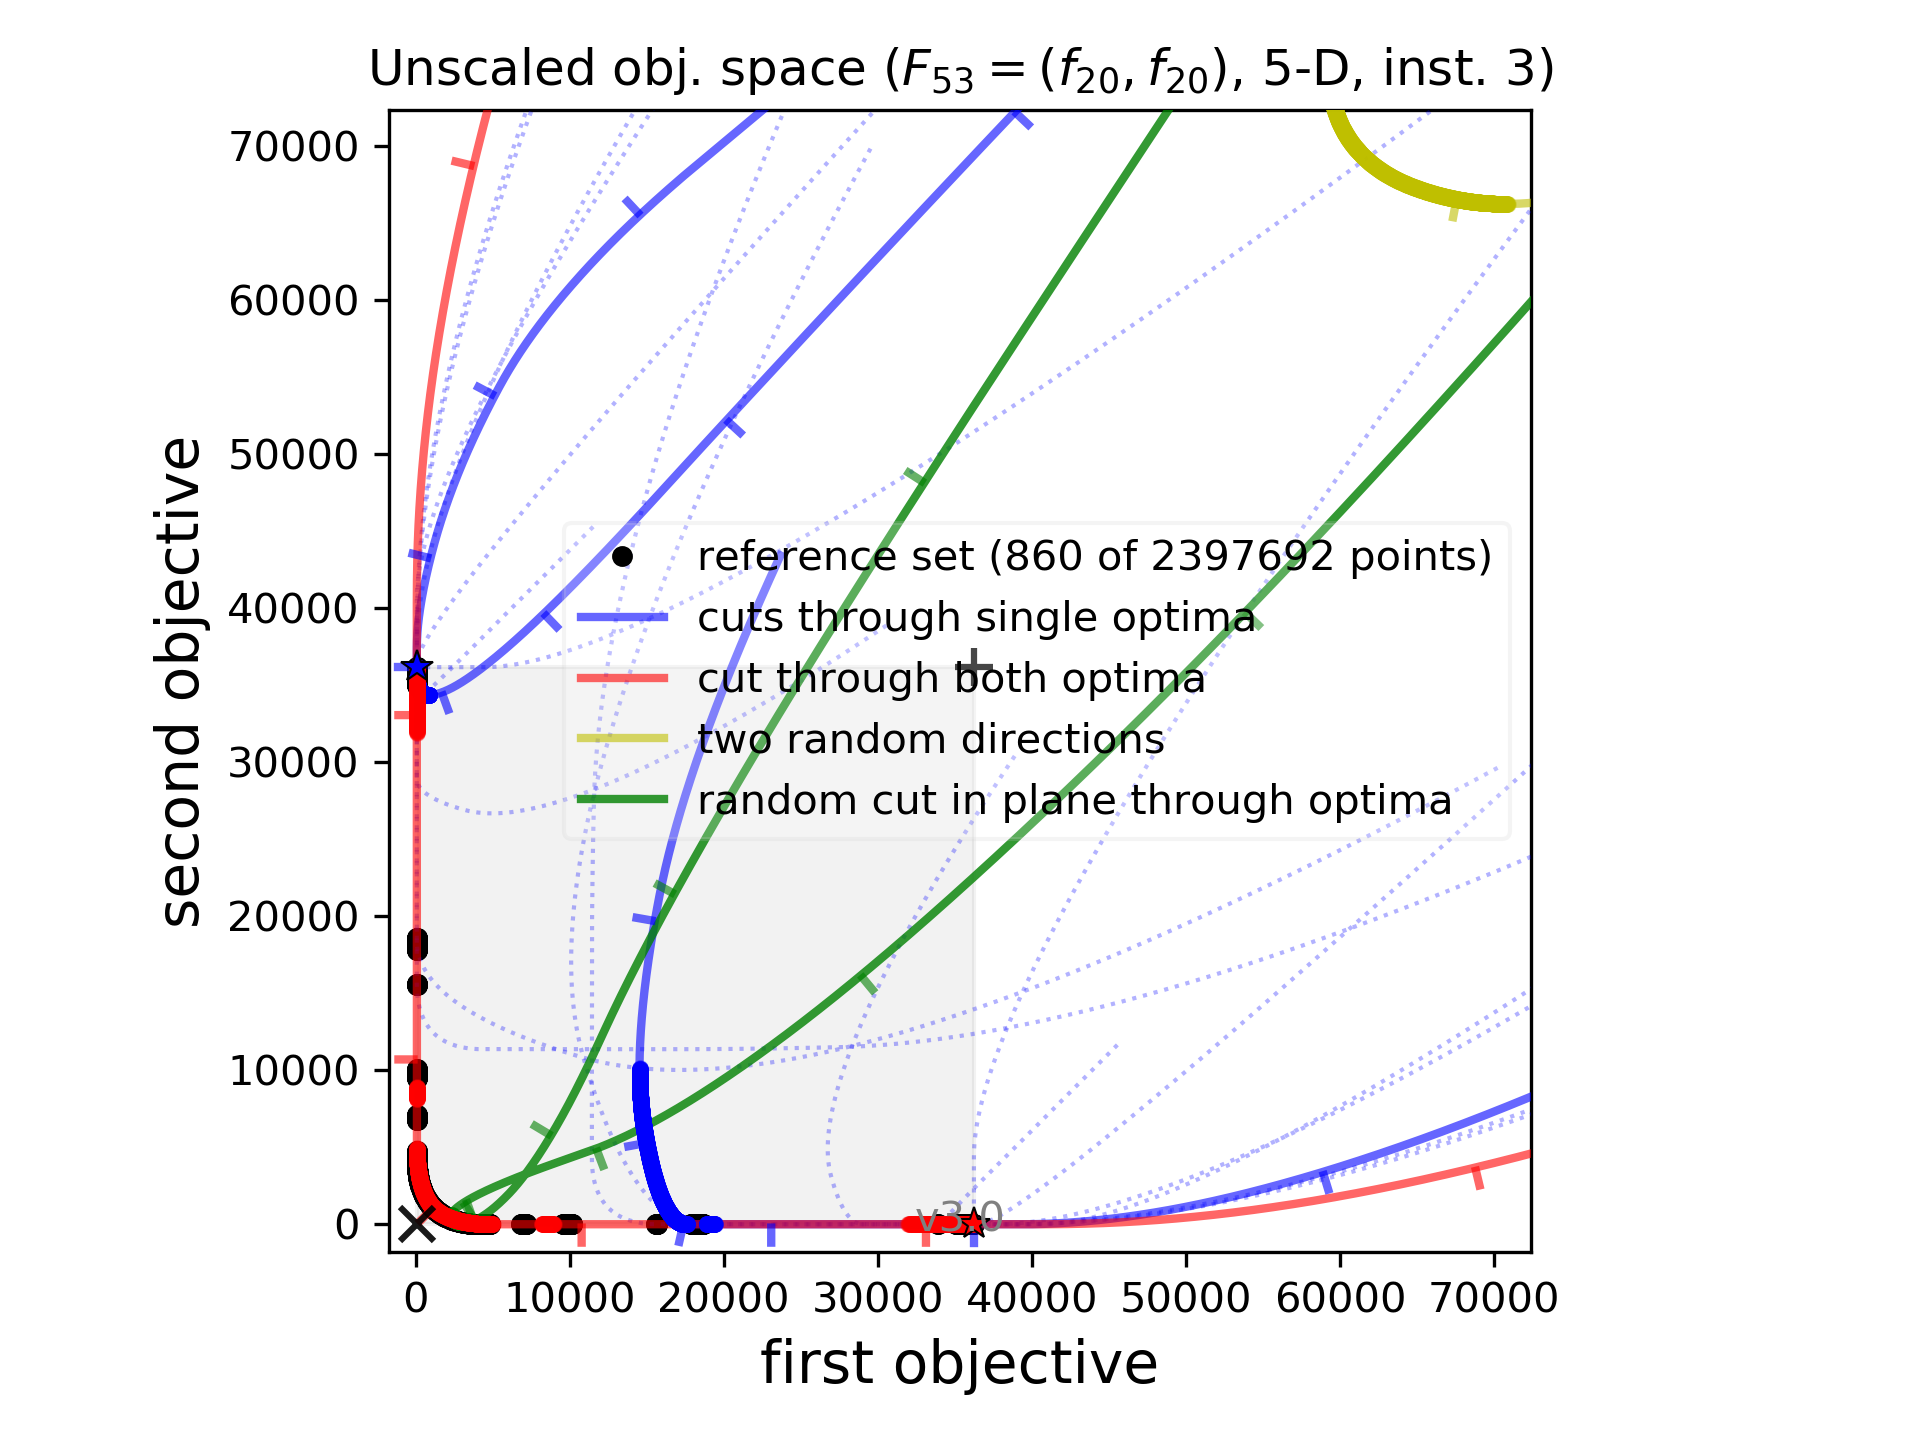 Unscaled obj. space (F53 = (f20, f20), 5-D, inst. 3)
70000
60000
50000
40000
30000
20000
10000
0
second objective
reference set (860 of 2397692 points)
cuts through single optima
cut through both optima
two random directions
random cut in plane through optima
v3.0
0 10000 20000 30000 40000 50000 60000 70000
first objective